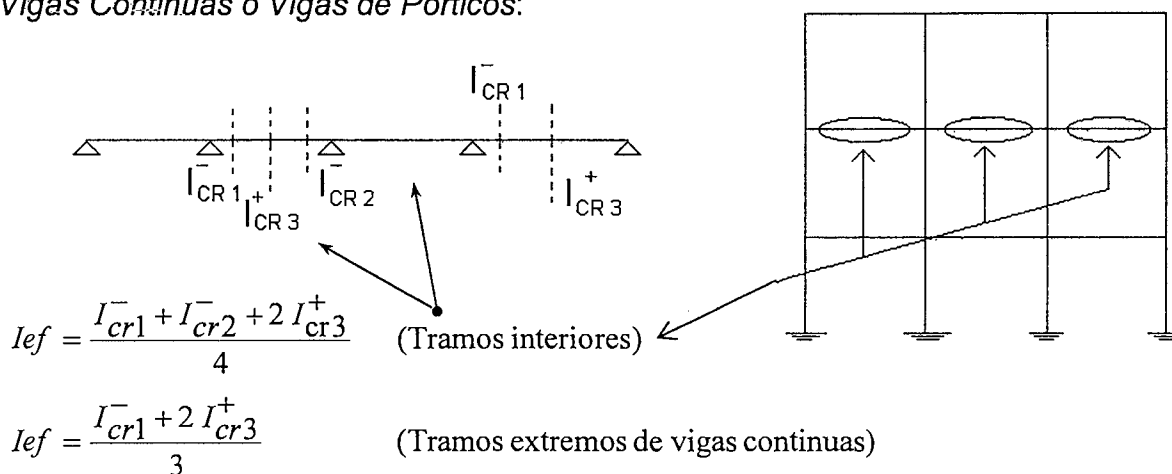 Vigas Continuas o Vigas de Pórticos:
I⁻CR 1
I⁻CR 1 I⁺CR 3 I⁻CR 2 I⁺CR 3
Ief = (I⁻cr1 + I⁻cr2 + 2 I⁺cr3) / 4 (Tramos interiores)
Ief = (I⁻cr1 + 2 I⁺cr3) / 3 (Tramos extremos de vigas continuas)